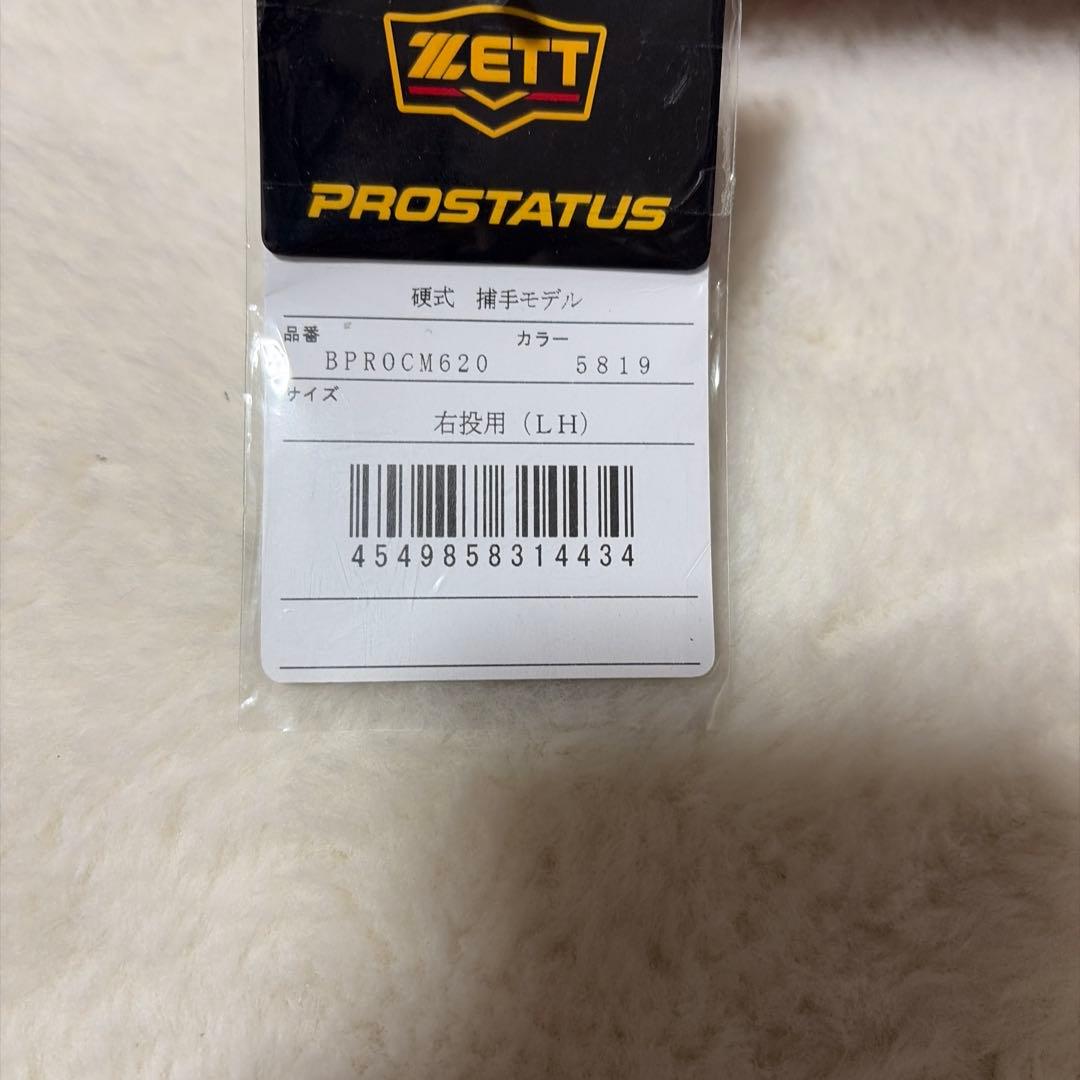 ZETT
PROSTATUS
硬式 捕手モデル
品番 カラー
BPROCM620 5819
サイズ
右投用（LH）
4549858314434